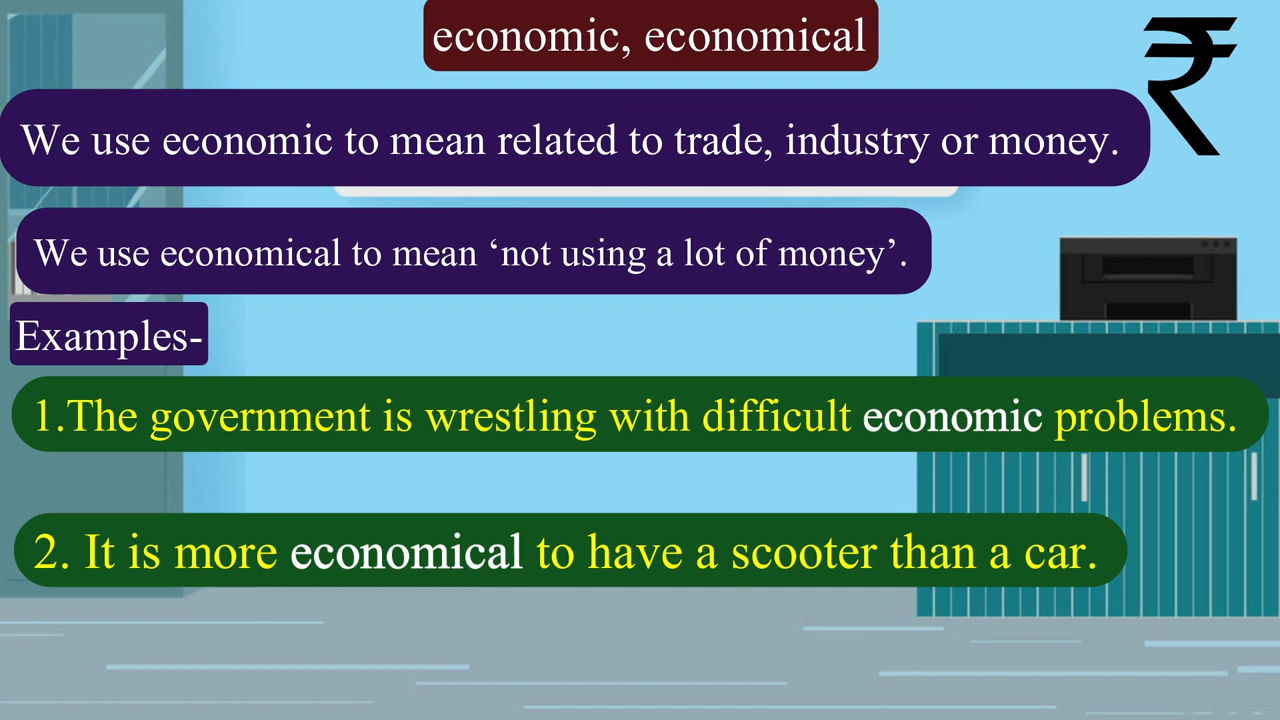 economic, economical
₹
We use economic to mean related to trade, industry or money.
We use economical to mean ‘not using a lot of money’.
Examples-
1.The government is wrestling with difficult economic problems.
2. It is more economical to have a scooter than a car.